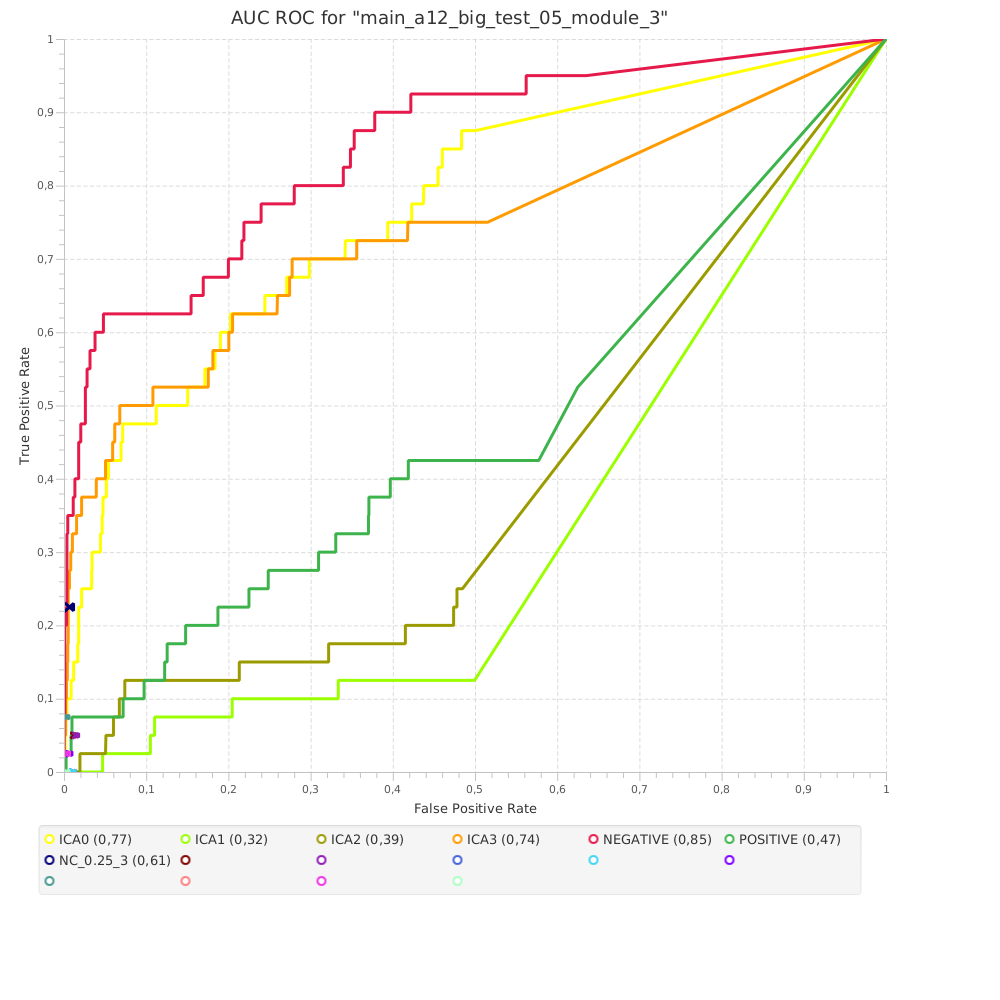 AUC ROC for "main_a12_big_test_05_module_3"
1
0,9
0,8
0,7
0,6
0,5
0,4
0,3
0,2
0,1
0
True Positive Rate
0 0,1 0,2 0,3 0,4 0,5 0,6 0,7 0,8 0,9 1
False Positive Rate
ICA0 (0,77) ICA1 (0,32) ICA2 (0,39) ICA3 (0,74) NEGATIVE (0,85) POSITIVE (0,47)
NC_0.25_3 (0,61)